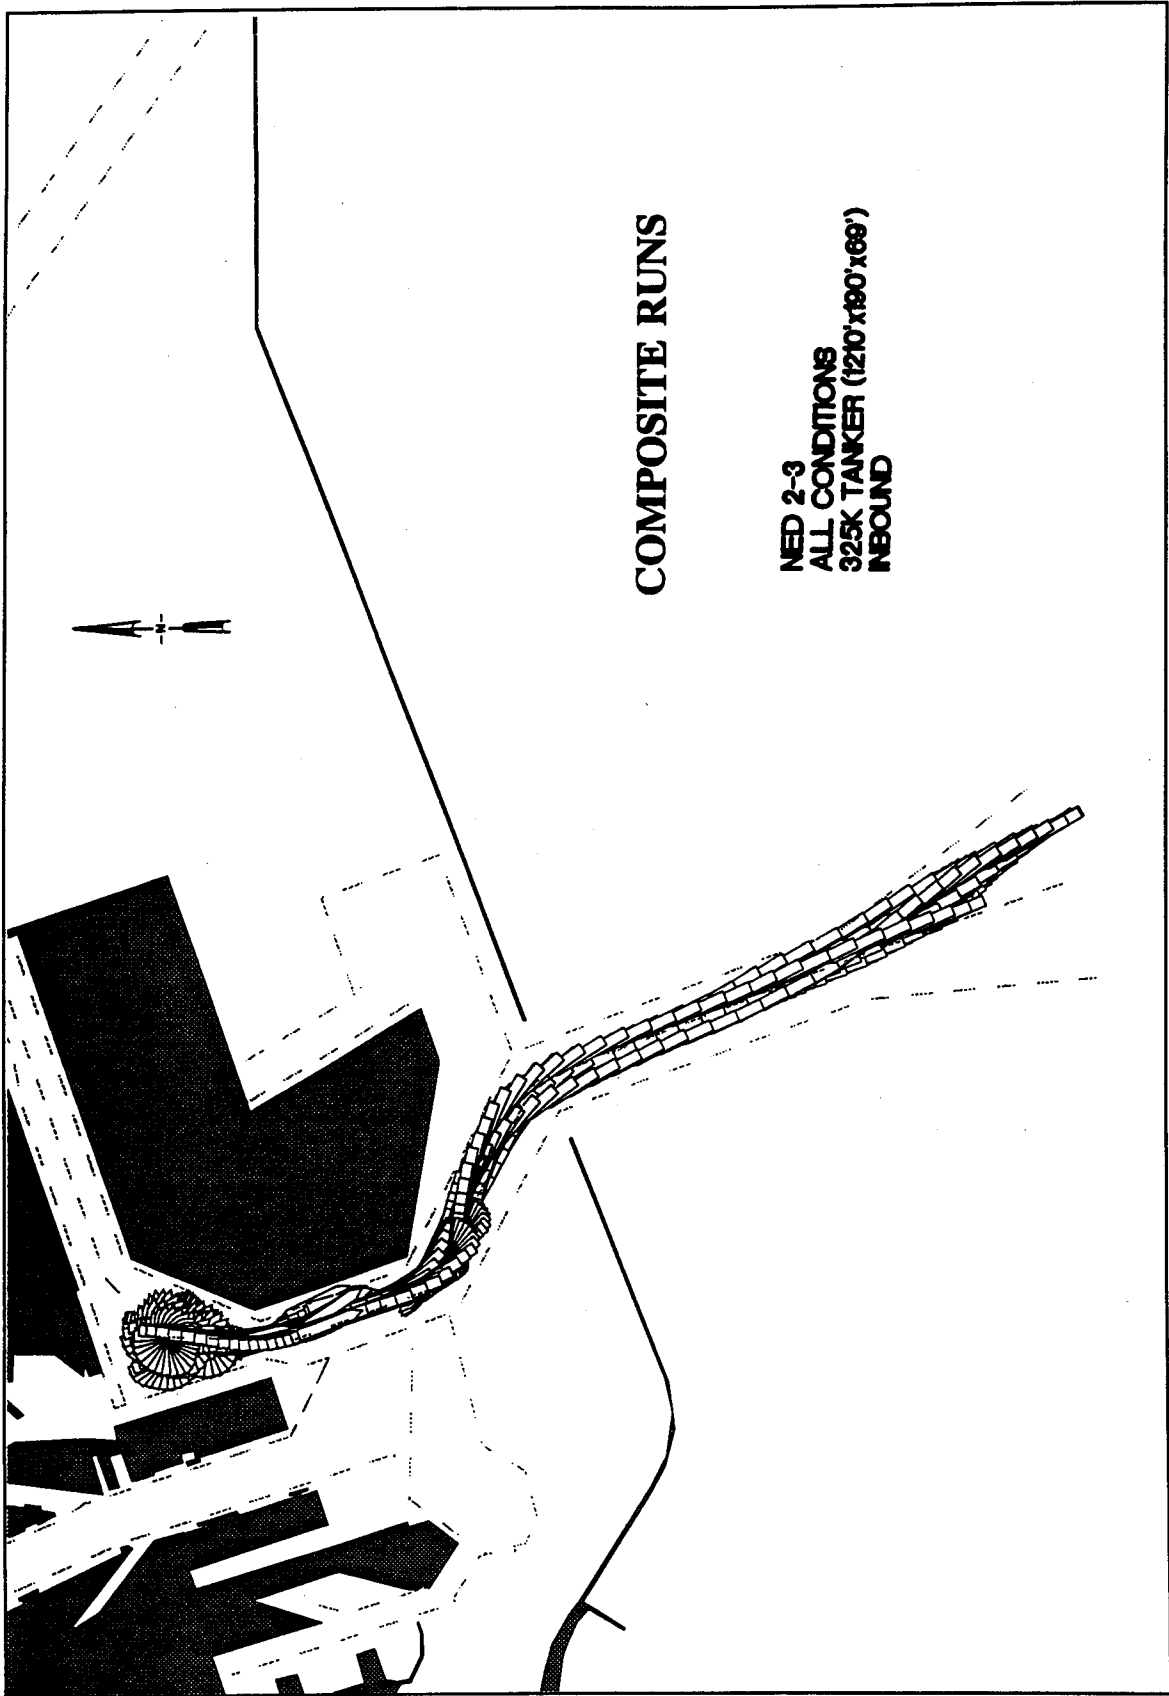 COMPOSITE RUNS
NED 2-3
ALL CONDITIONS
325K TANKER (1210'x190'x69')
INBOUND
N